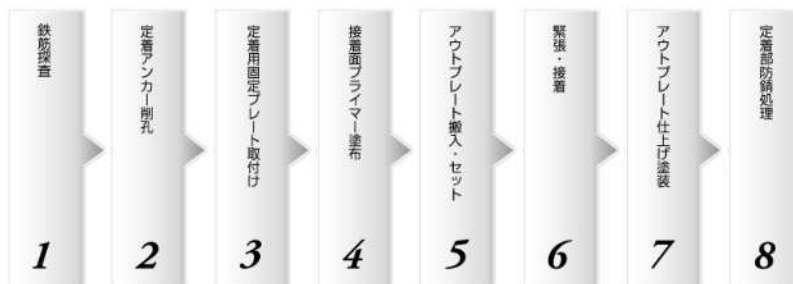 鉄筋探査
1
定着アンカー削孔
2
定着用固定プレート取付け
3
接着面プライマー塗布
4
アウトプレート搬入・セット
5
緊張・接着
6
アウトプレート仕上げ塗装
7
定着部防錆処理
8